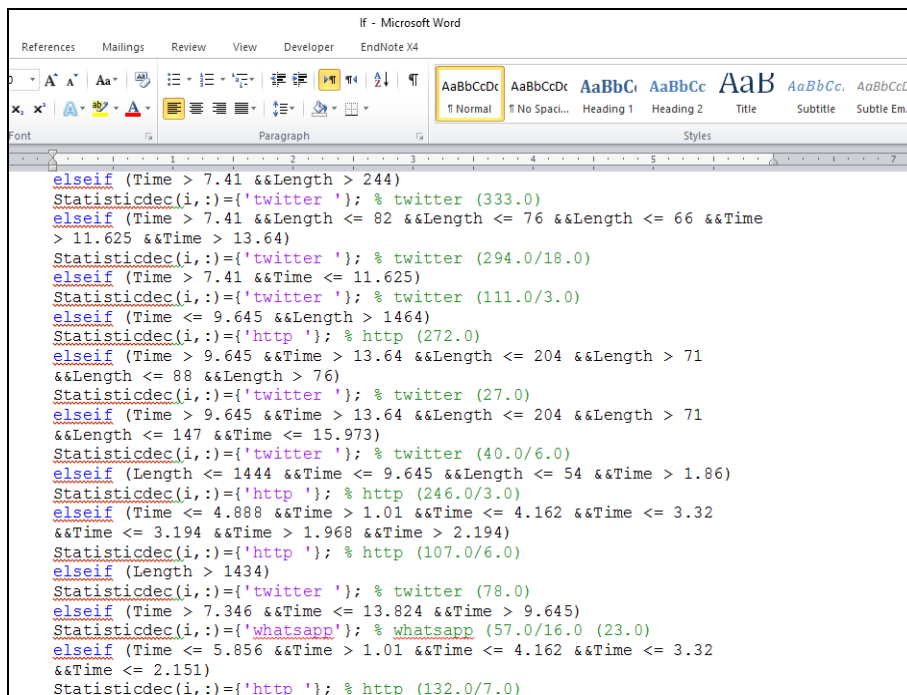 If - Microsoft Word
References Mailings Review View Developer EndNote X4
Aa
AaBbCcDc AaBbCcDc AaBbC AaBbCc AaB AaBbCc. AaBbCcD
¶ Normal ¶ No Spaci... Heading 1 Heading 2 Title Subtitle Subtle Em.
Font Paragraph Styles
1 2 3 4 5 7
elseif (Time > 7.41 &&Length > 244)
Statisticdec(i,:)={'twitter '}; % twitter (333.0)
elseif (Time > 7.41 &&Length <= 82 &&Length <= 76 &&Length <= 66 &&Time
> 11.625 &&Time > 13.64)
Statisticdec(i,:)={'twitter '}; % twitter (294.0/18.0)
elseif (Time > 7.41 &&Time <= 11.625)
Statisticdec(i,:)={'twitter '}; % twitter (111.0/3.0)
elseif (Time <= 9.645 &&Length > 1464)
Statisticdec(i,:)={'http '}; % http (272.0)
elseif (Time > 9.645 &&Time > 13.64 &&Length <= 204 &&Length > 71
&&Length <= 88 &&Length > 76)
Statisticdec(i,:)={'twitter '}; % twitter (27.0)
elseif (Time > 9.645 &&Time > 13.64 &&Length <= 204 &&Length > 71
&&Length <= 147 &&Time <= 15.973)
Statisticdec(i,:)={'twitter '}; % twitter (40.0/6.0)
elseif (Length <= 1444 &&Time <= 9.645 &&Length <= 54 &&Time > 1.86)
Statisticdec(i,:)={'http '}; % http (246.0/3.0)
elseif (Time <= 4.888 &&Time > 1.01 &&Time <= 4.162 &&Time <= 3.32
&&Time <= 3.194 &&Time > 1.968 &&Time > 2.194)
Statisticdec(i,:)={'http '}; % http (107.0/6.0)
elseif (Length > 1434)
Statisticdec(i,:)={'twitter '}; % twitter (78.0)
elseif (Time > 7.346 &&Time <= 13.824 &&Time > 9.645)
Statisticdec(i,:)={'whatsapp'}; % whatsapp (57.0/16.0 (23.0)
elseif (Time <= 5.856 &&Time > 1.01 &&Time <= 4.162 &&Time <= 3.32
&&Time <= 2.151)
Statisticdec(i,:)={'http '}; % http (132.0/7.0)